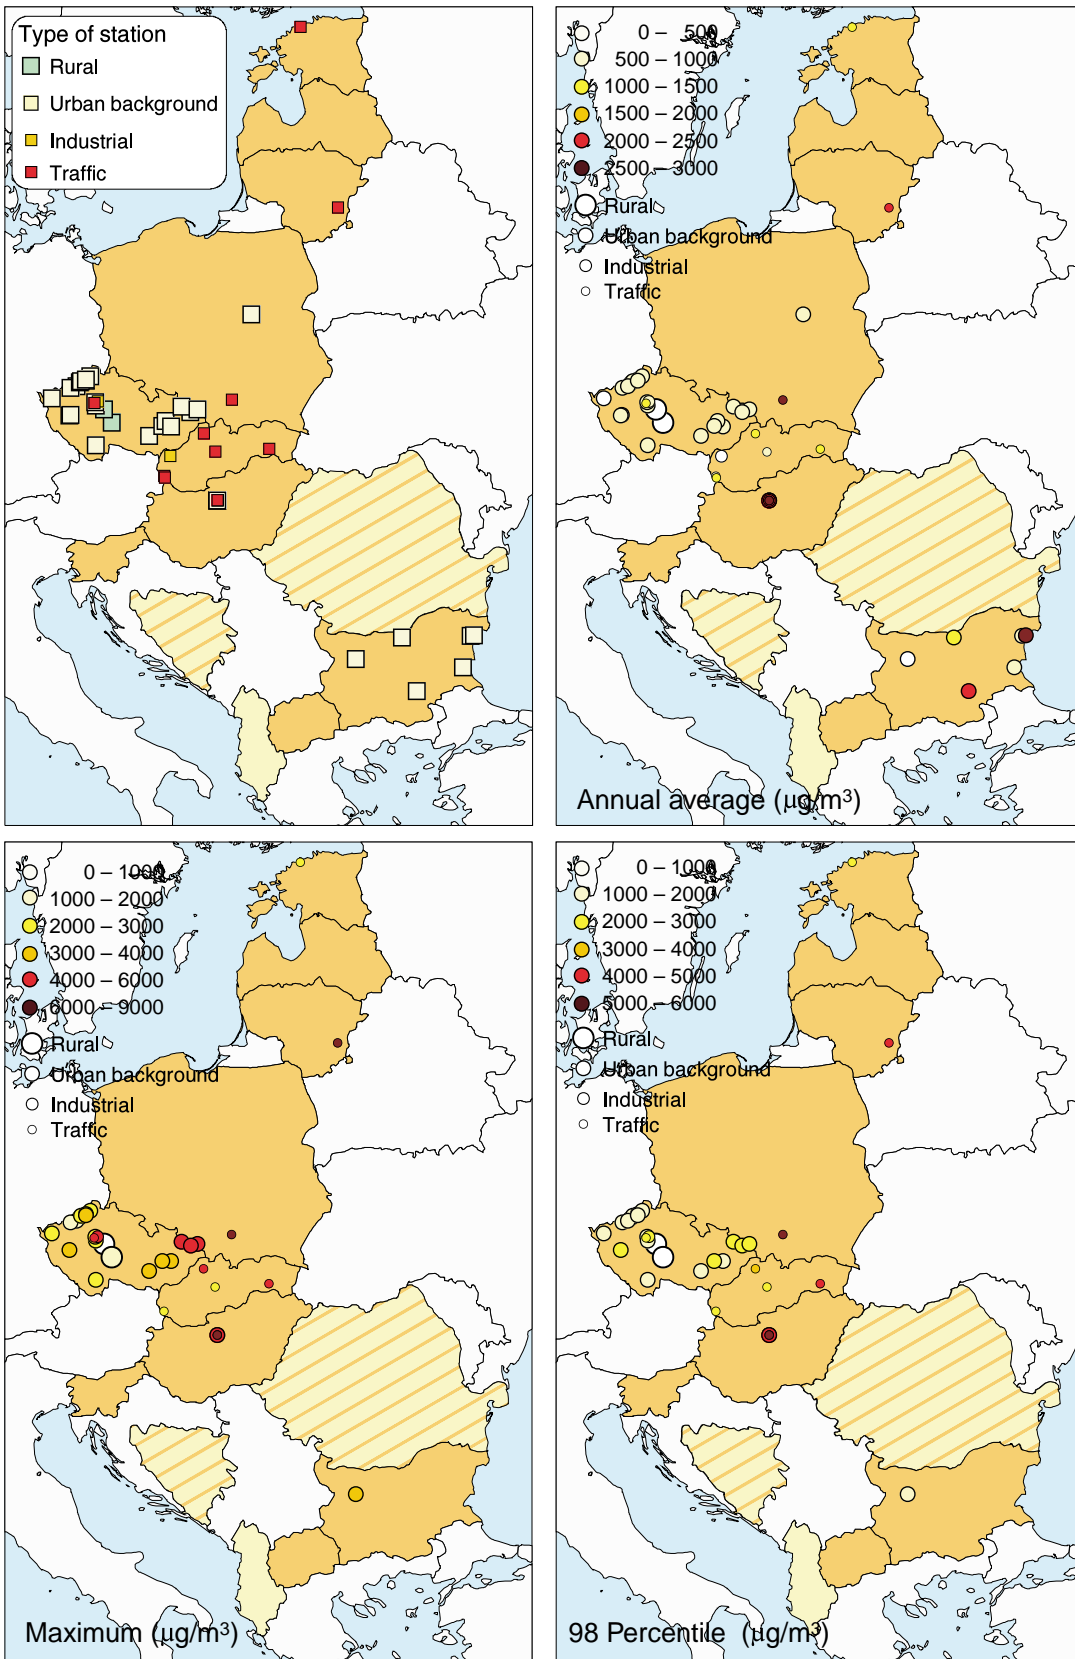 Type of station
Rural
Urban background
Industrial
Traffic
0 – 500
500 – 1000
1000 – 1500
1500 – 2000
2000 – 2500
2500 – 3000
Rural
Urban background
Industrial
Traffic
Annual average (µg/m³)
0 – 1000
1000 – 2000
2000 – 3000
3000 – 4000
4000 – 6000
6000 – 9000
Rural
Urban background
Industrial
Traffic
Maximum (µg/m³)
0 – 1000
1000 – 2000
2000 – 3000
3000 – 4000
4000 – 5000
5000 – 6000
Rural
Urban background
Industrial
Traffic
98 Percentile (µg/m³)